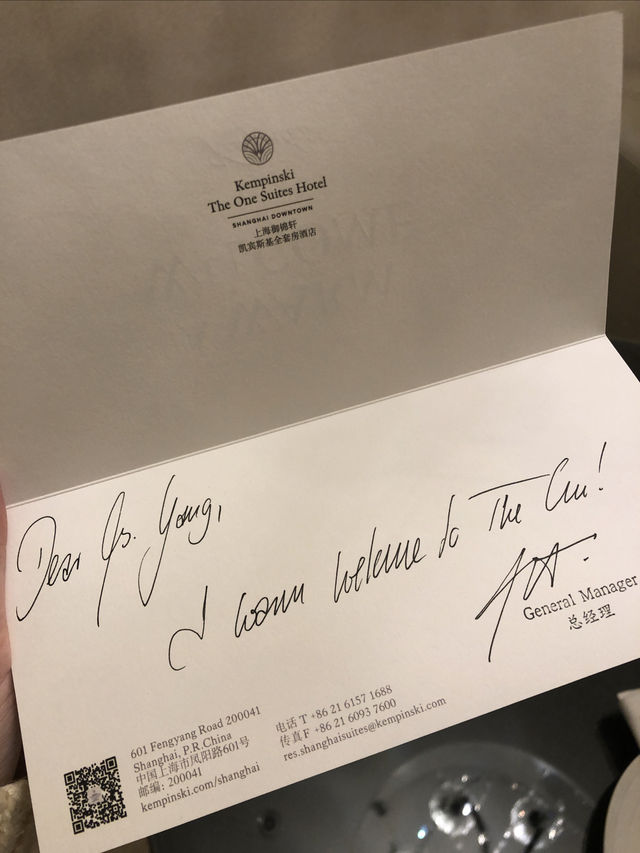 Kempinski
The One Suites Hotel
SHANGHAI DOWNTOWN
上海御锦轩
凯宾斯基全套房酒店
Dear Yang,
warm welcome to The
General Manager
总经理
601 Fengyang Road 200041
Shanghai, P.R.China
中国上海市凤阳路601号
邮编: 200041
kempinski.com/shanghai
电话 T +86 21 6157 1688
传真 F +86 21 6093 7600
res.shanghaisuites@kempinski.com